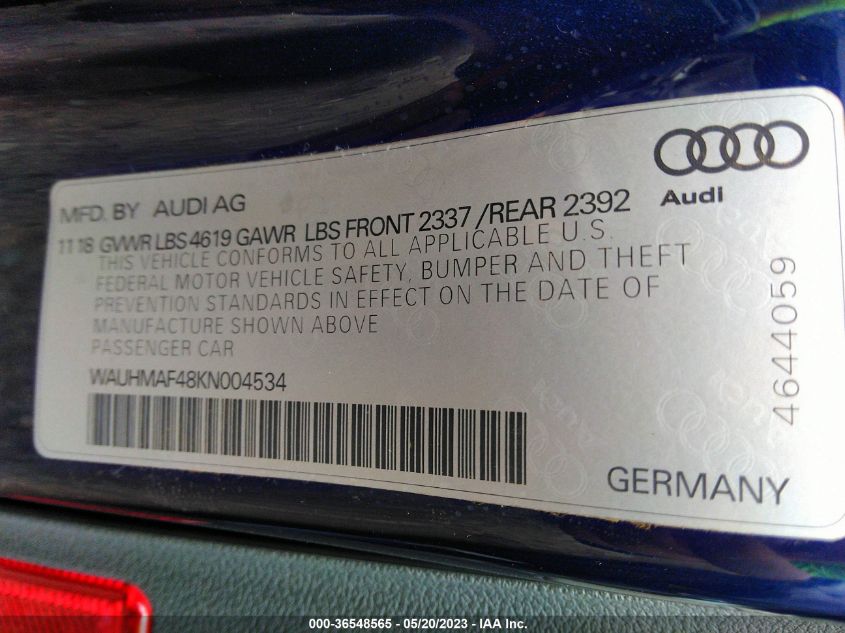 Audi
MFD. BY AUDI AG
11 18 GVWR LBS 4619 GAWR LBS FRONT 2337 /REAR 2392
THIS VEHICLE CONFORMS TO ALL APPLICABLE U.S.
FEDERAL MOTOR VEHICLE SAFETY, BUMPER AND THEFT
PREVENTION STANDARDS IN EFFECT ON THE DATE OF
MANUFACTURE SHOWN ABOVE
PASSENGER CAR
WAUHMAF48KN004534
4644059
Audi
GERMANY
000-36548565 - 05/20/2023 - IAA Inc.